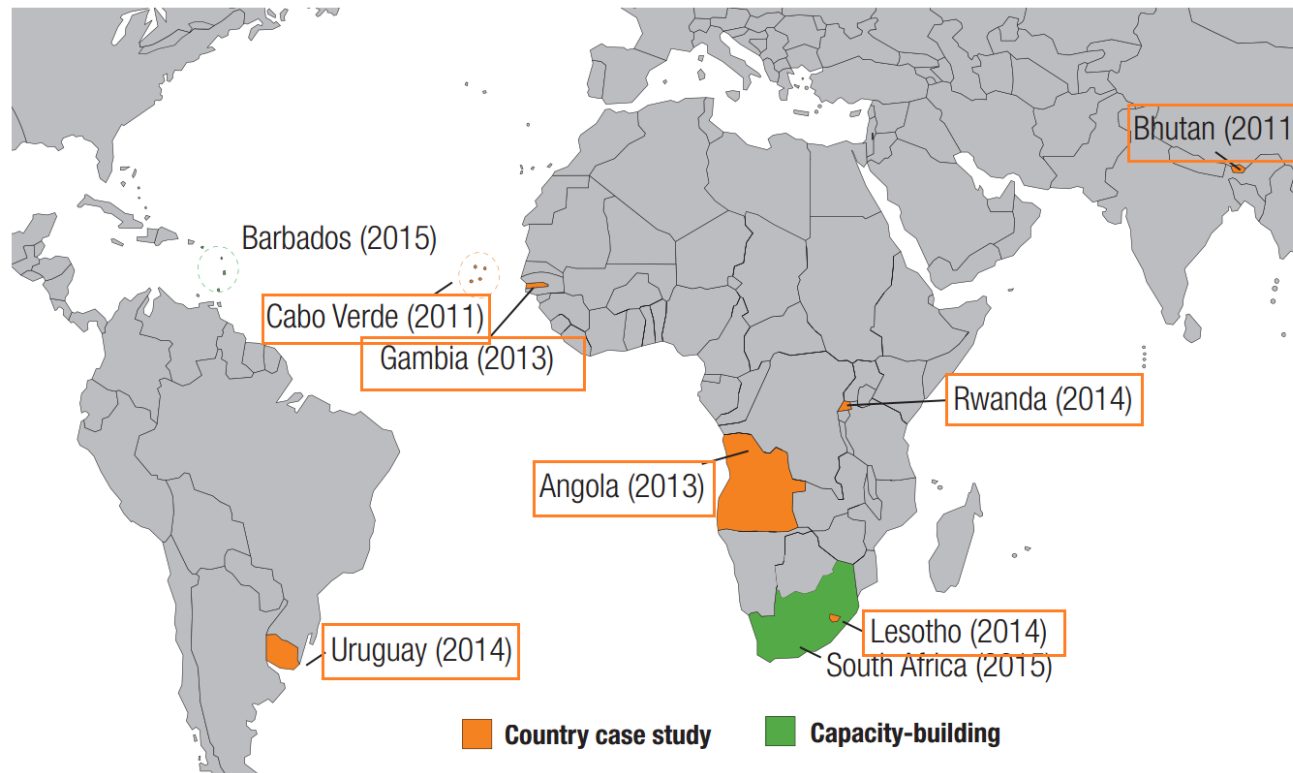 Bhutan (2011
Barbados (2015)
Cabo Verde (2011)
Gambia (2013)
Rwanda (2014)
Angola (2013)
Lesotho (2014)
Uruguay (2014)
South Africa (2015)
Country case study
Capacity-building